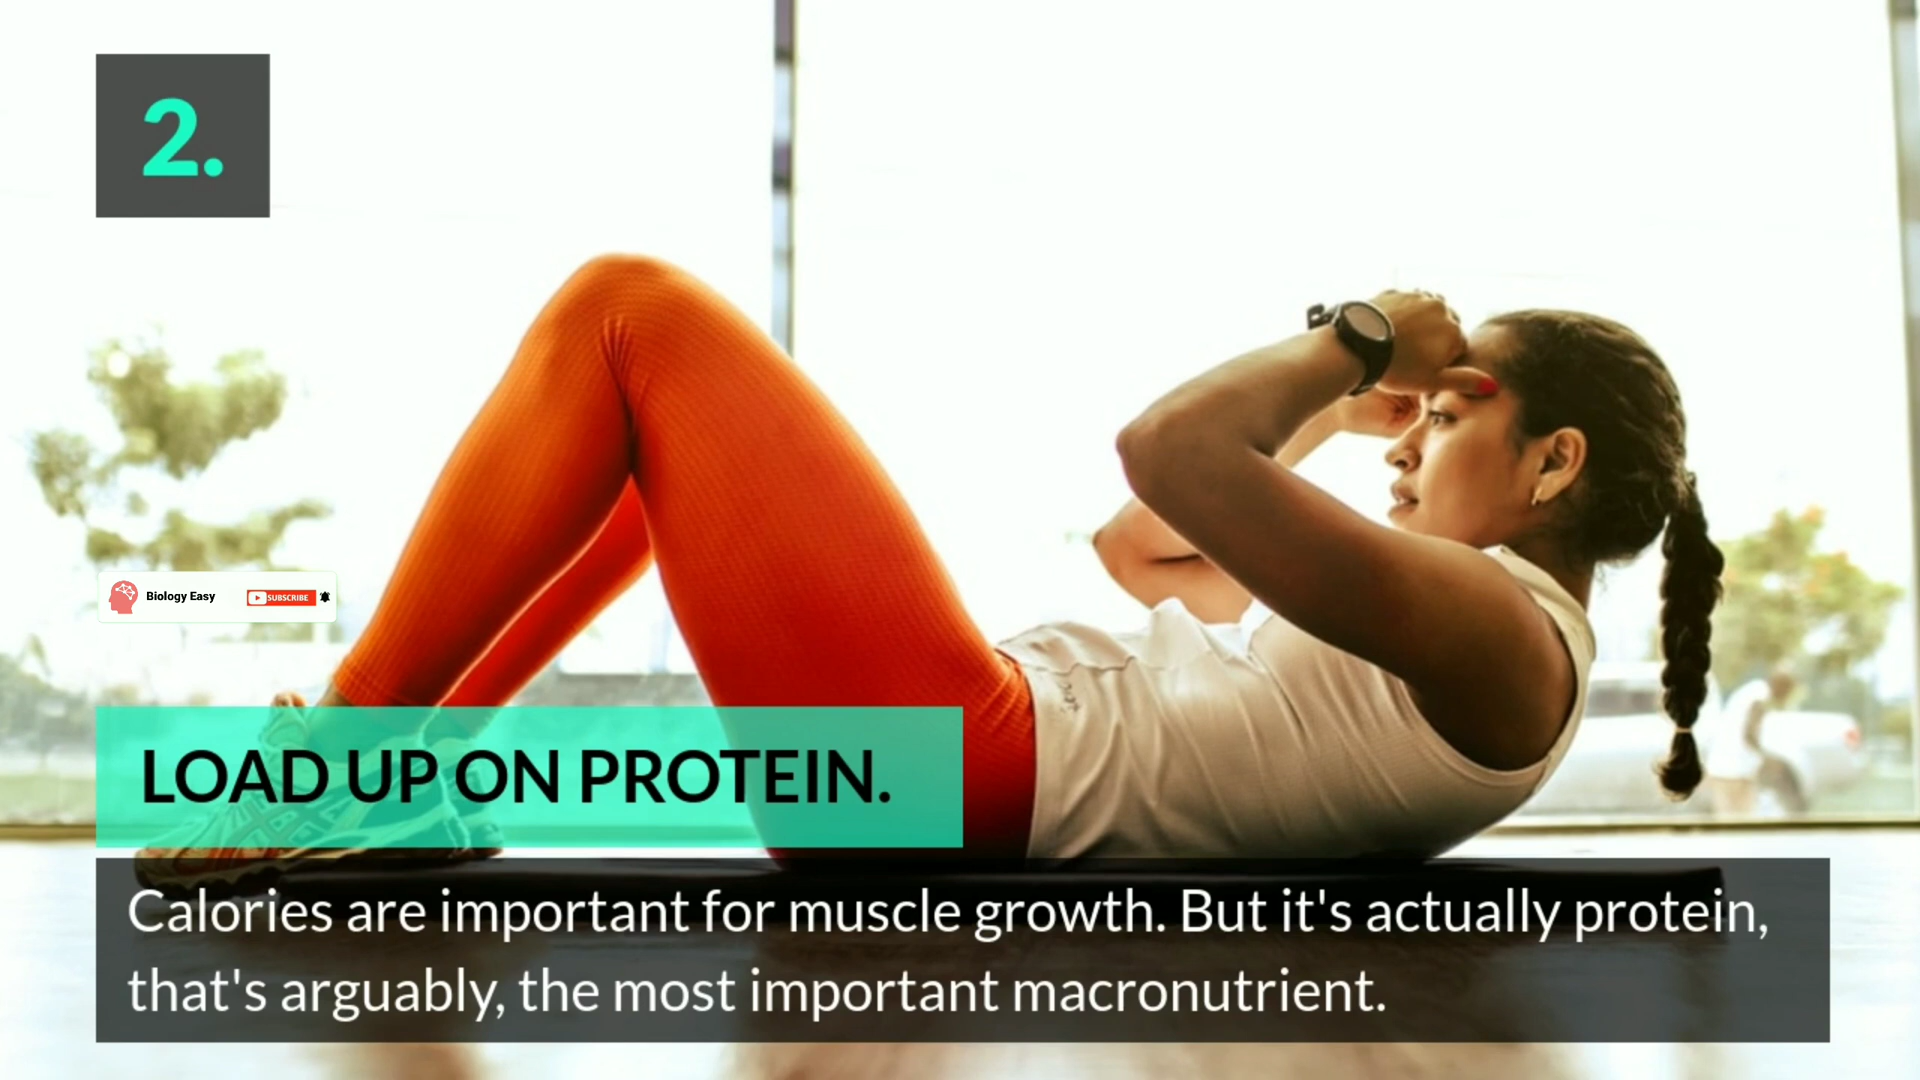 2.
Biology Easy
SUBSCRIBE
LOAD UP ON PROTEIN.
Calories are important for muscle growth. But it's actually protein,
that's arguably, the most important macronutrient.